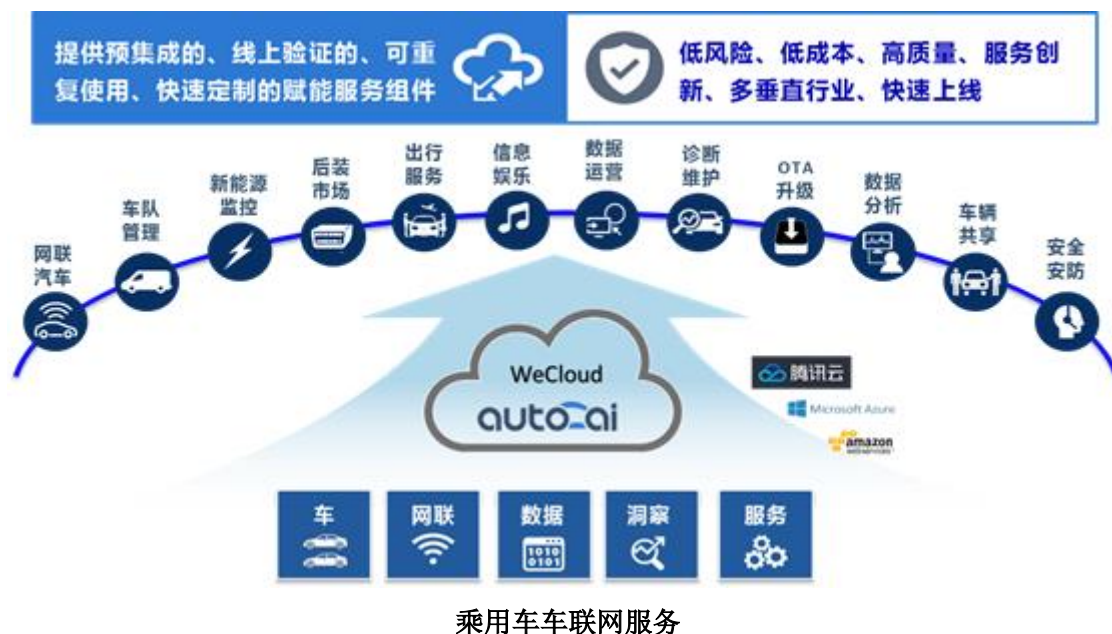 提供预集成的、线上验证的、可重
复使用、快速定制的赋能服务组件
低风险、低成本、高质量、服务创
新、多垂直行业、快速上线
网联
汽车
车队
管理
新能源
监控
后装
市场
出行
服务
信息
娱乐
数据
运营
诊断
维护
OTA
升级
数据
分析
车辆
共享
安全
安防
WeCloud
autoai
腾讯云
Microsoft Azure
amazon
webservices
车
网联
数据
1010
0101
洞察
服务
乘用车车联网服务